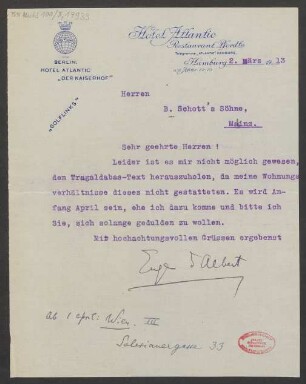 BERLIN.
HOTEL ATLANTIC
"DER KAISERHOF"
"GOLFLINKS"
Hotel Atlantic
Restaurant Pfordte
Hamburg 2. März 13
Herren
B. Schott's Söhne,
Mainz.
Sehr geehrte Herren !
Leider ist es mir nicht möglich gewesen,
den Tragaldabas-Text herauszuholen, da meine Wohnungs
verhältnisse dieses nicht gestatteten. Es wird An-
fang April sein, ehe ich dazu komme und bitte ich
Sie, sich solange gedulden zu wollen.
Mit hochachtungsvollen Grüssen ergebenst
Eugen d'Albert
ab 1 April: Wien III
Salesianergasse 33